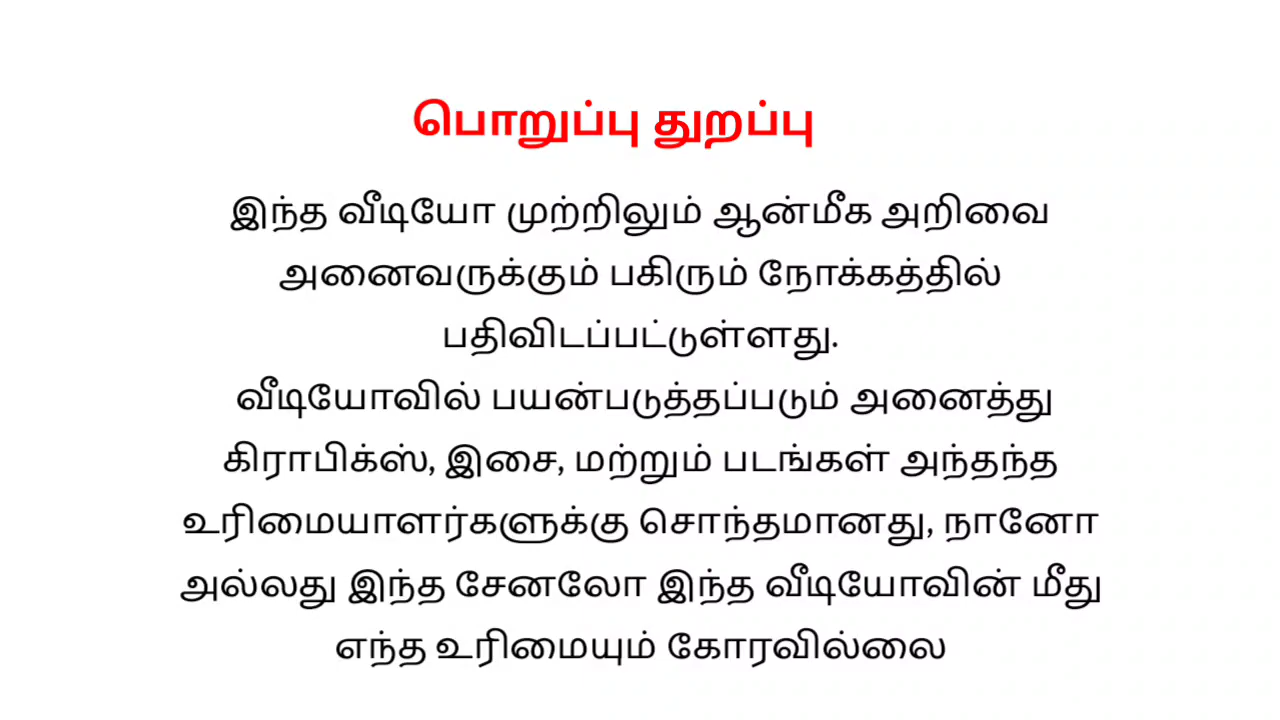 பொறுப்பு துறப்பு
இந்த வீடியோ முற்றிலும் ஆன்மீக அறிவை
அனைவருக்கும் பகிரும் நோக்கத்தில்
பதிவிடப்பட்டுள்ளது.
வீடியோவில் பயன்படுத்தப்படும் அனைத்து
கிராபிக்ஸ், இசை, மற்றும் படங்கள் அந்தந்த
உரிமையாளர்களுக்கு சொந்தமானது, நானோ
அல்லது இந்த சேனலோ இந்த வீடியோவின் மீது
எந்த உரிமையும் கோரவில்லை